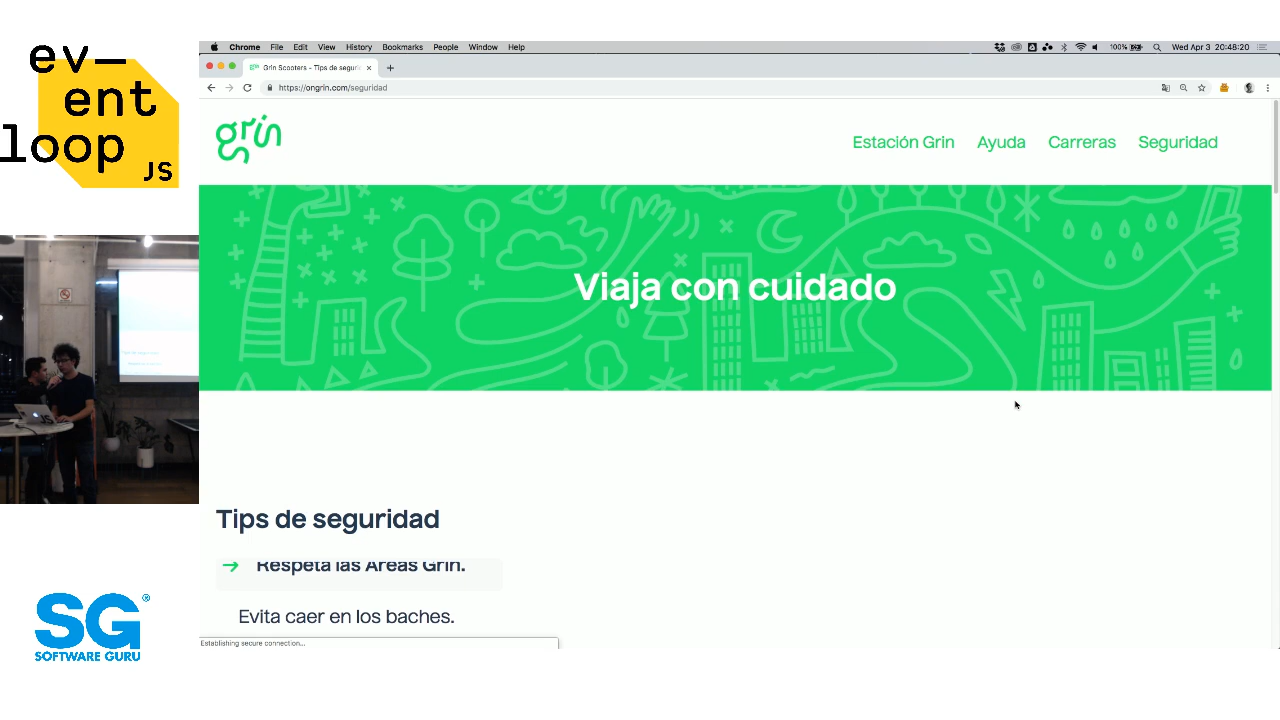 ev—
ent
loop
JS
SG®
SOFTWARE GURU
Chrome File Edit View History Bookmarks People Window Help
100%
Wed Apr 3 20:48:20
Grin Scooters - Tips de seguri
https://ongrin.com/seguridad
grin
Estación Grin
Ayuda
Carreras
Seguridad
Viaja con cuidado
Tips de seguridad
→ Respeta las Áreas Grin.
Evita caer en los baches.
Establishing secure connection...